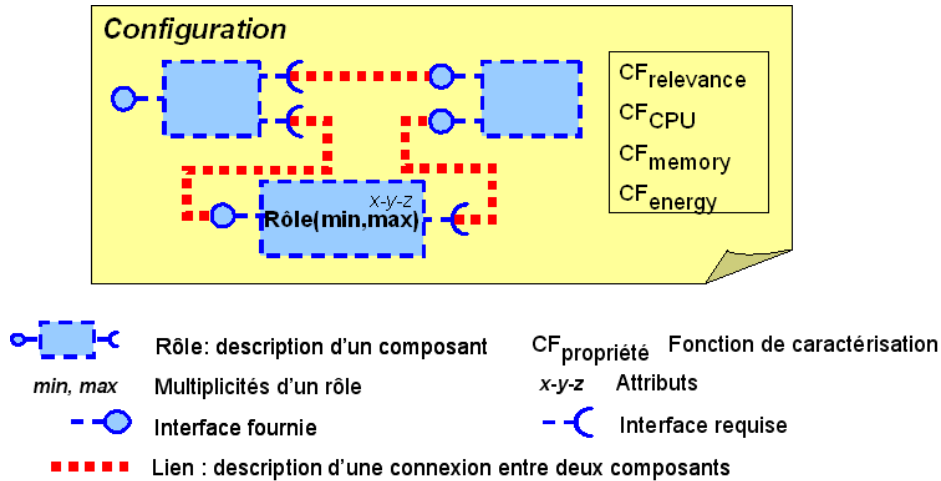 Configuration
CFrelevance
CFCPU
CFmemory
CFenergy
x-y-z
Rôle(min,max)
Rôle: description d'un composant
CFpropriété Fonction de caractérisation
min, max Multiplicités d'un rôle
x-y-z Attributs
Interface fournie
Interface requise
Lien : description d'une connexion entre deux composants